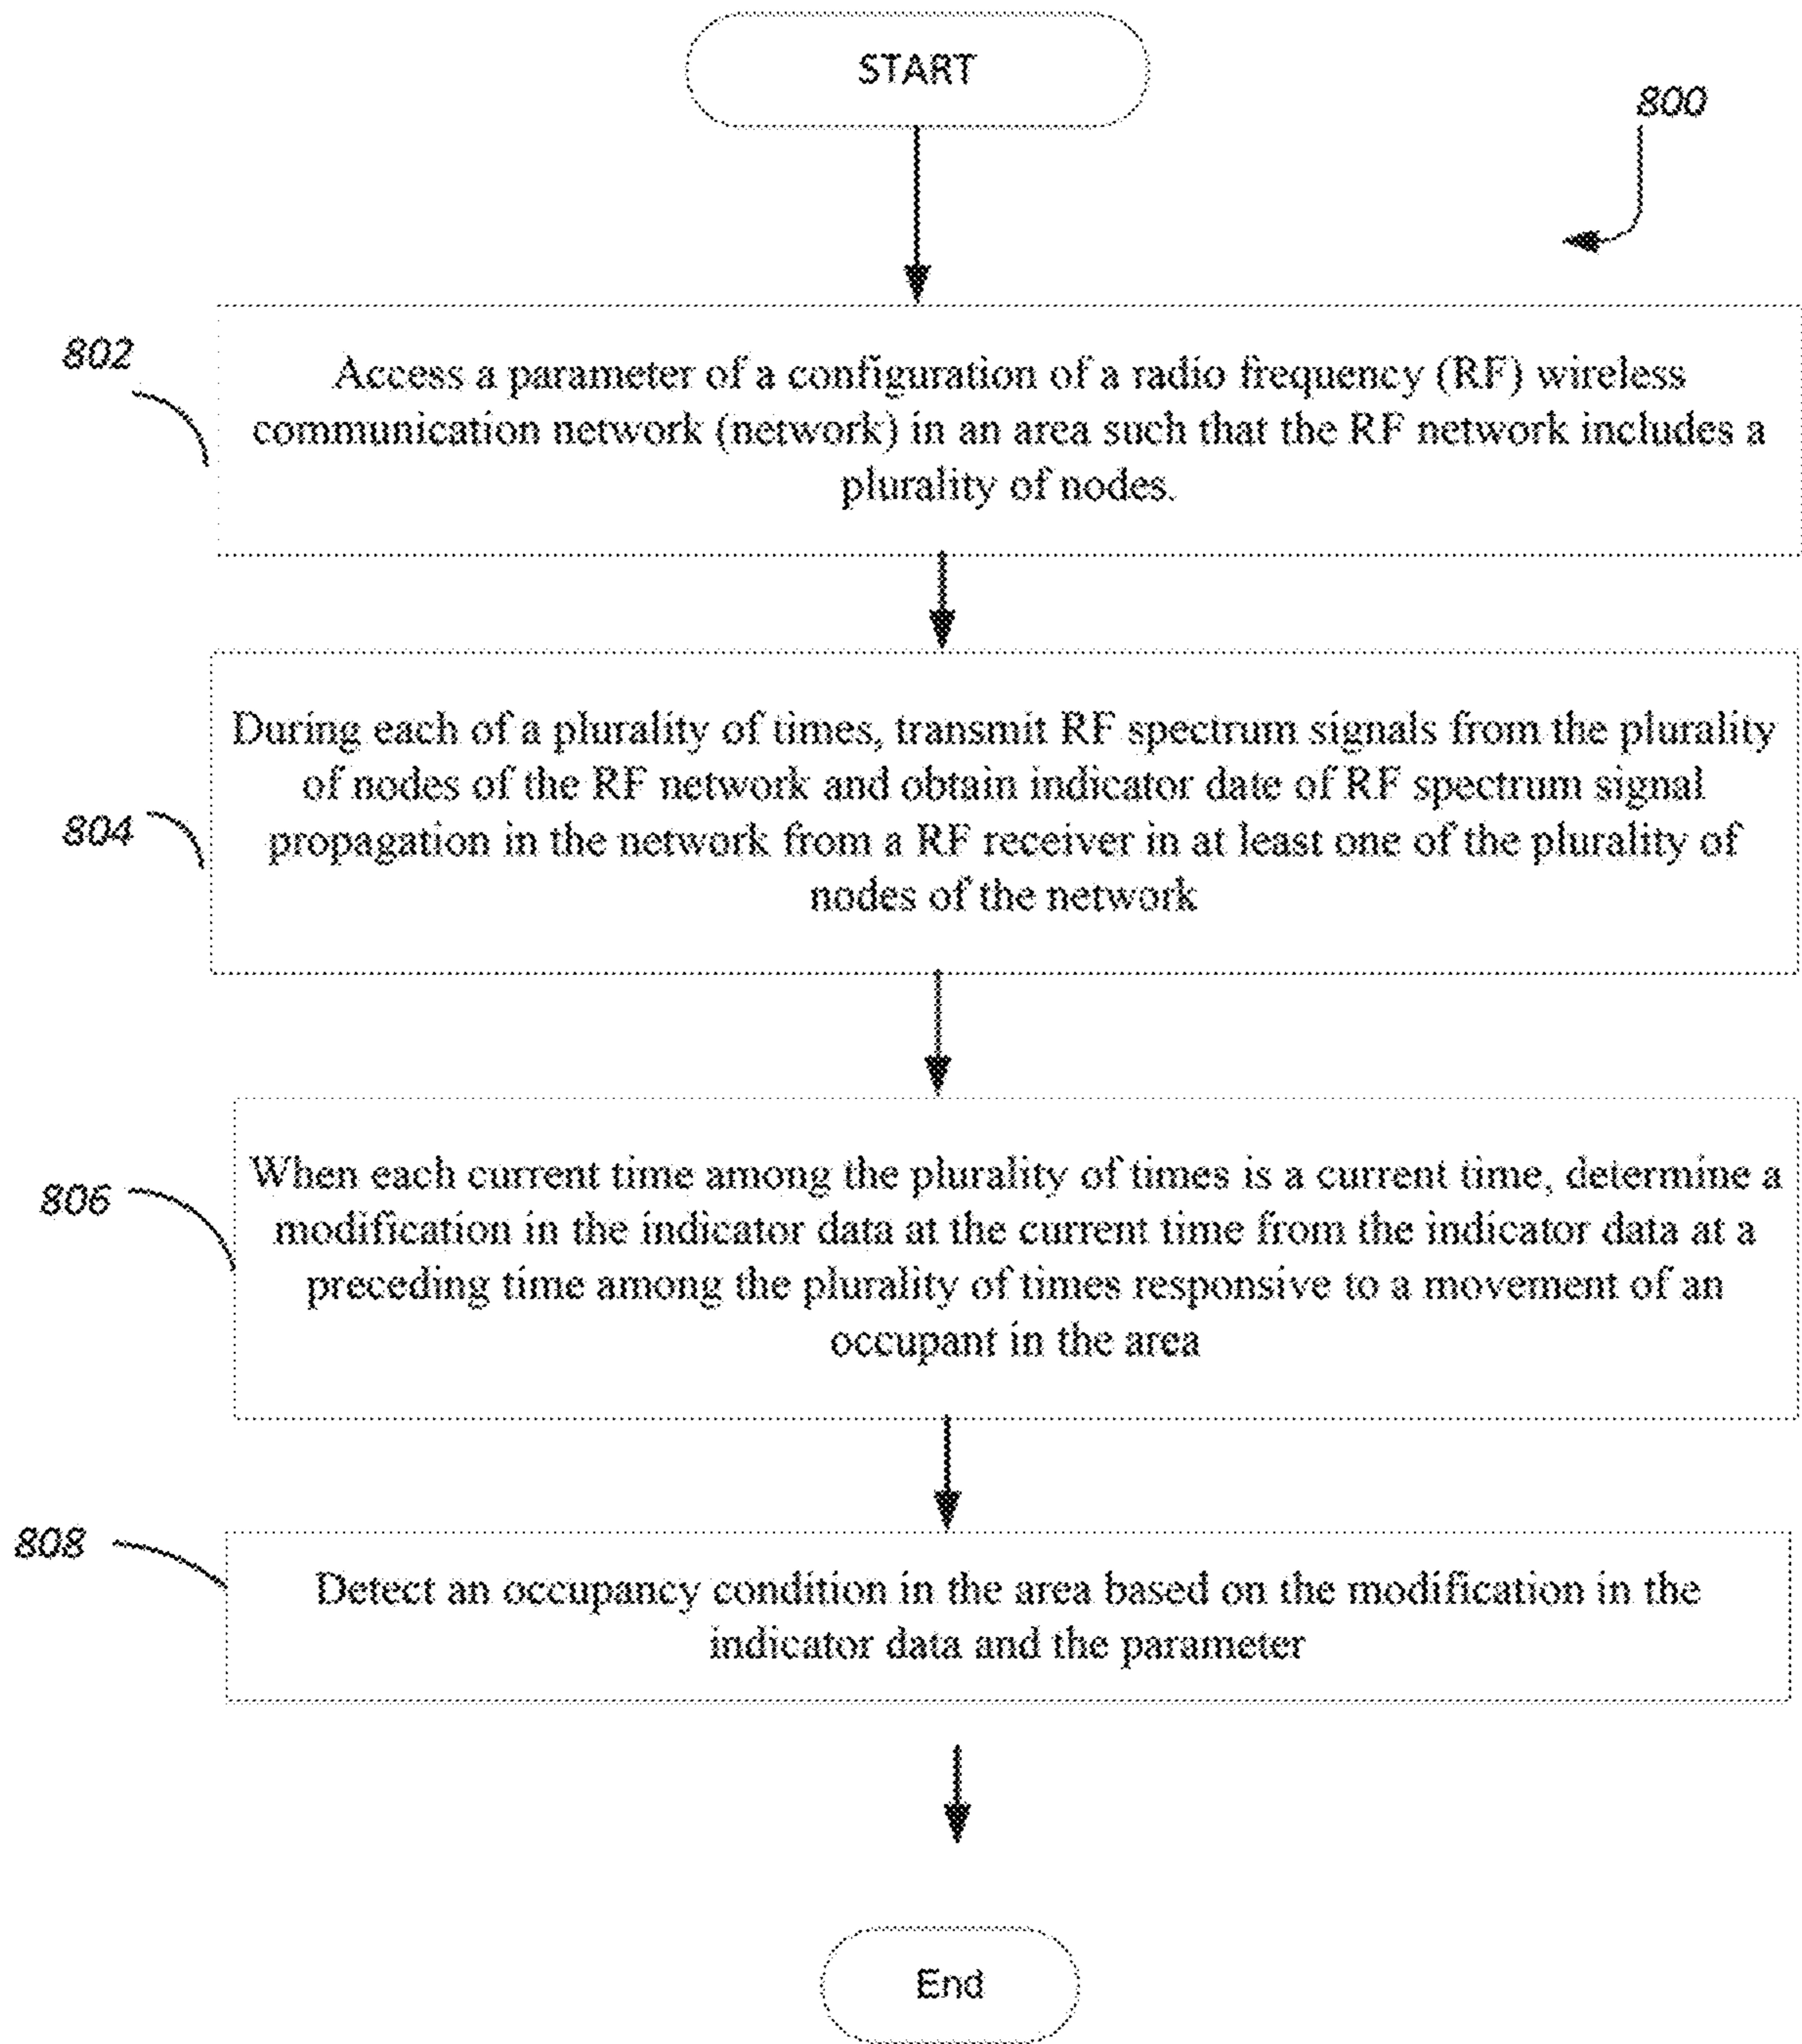 START
800
802
Access a parameter of a configuration of a radio frequency (RF) wireless
communication network (network) in an area such that the RF network includes a
plurality of nodes.
804
During each of a plurality of times, transmit RF spectrum signals from the plurality
of nodes of the RF network and obtain indicator date of RF spectrum signal
propagation in the network from a RF receiver in at least one of the plurality of
nodes of the network
806
When each current time among the plurality of times is a current time, determine a
modification in the indicator data at the current time from the indicator data at a
preceding time among the plurality of times responsive to a movement of an
occupant in the area
808
Detect an occupancy condition in the area based on the modification in the
indicator data and the parameter
End